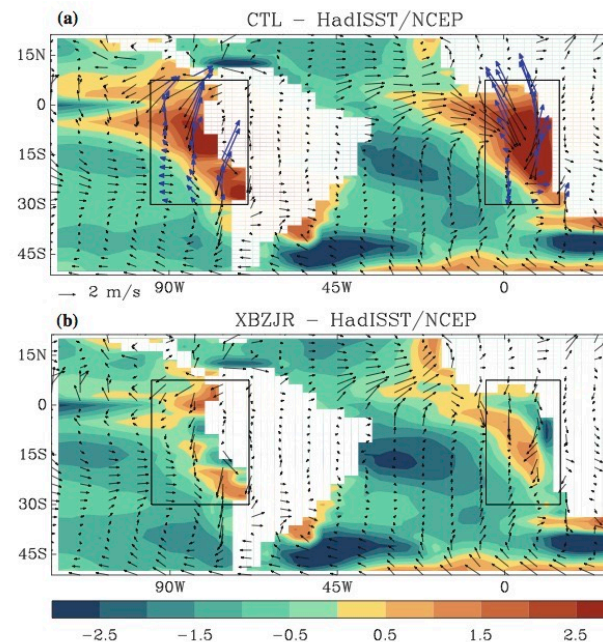 (a) CTL – HadISST/NCEP
15N
0
15S
30S
45S
90W 45W 0
2 m/s
(b) XBZJR – HadISST/NCEP
15N
0
15S
30S
45S
90W 45W 0
−2.5 −1.5 −0.5 0.5 1.5 2.5